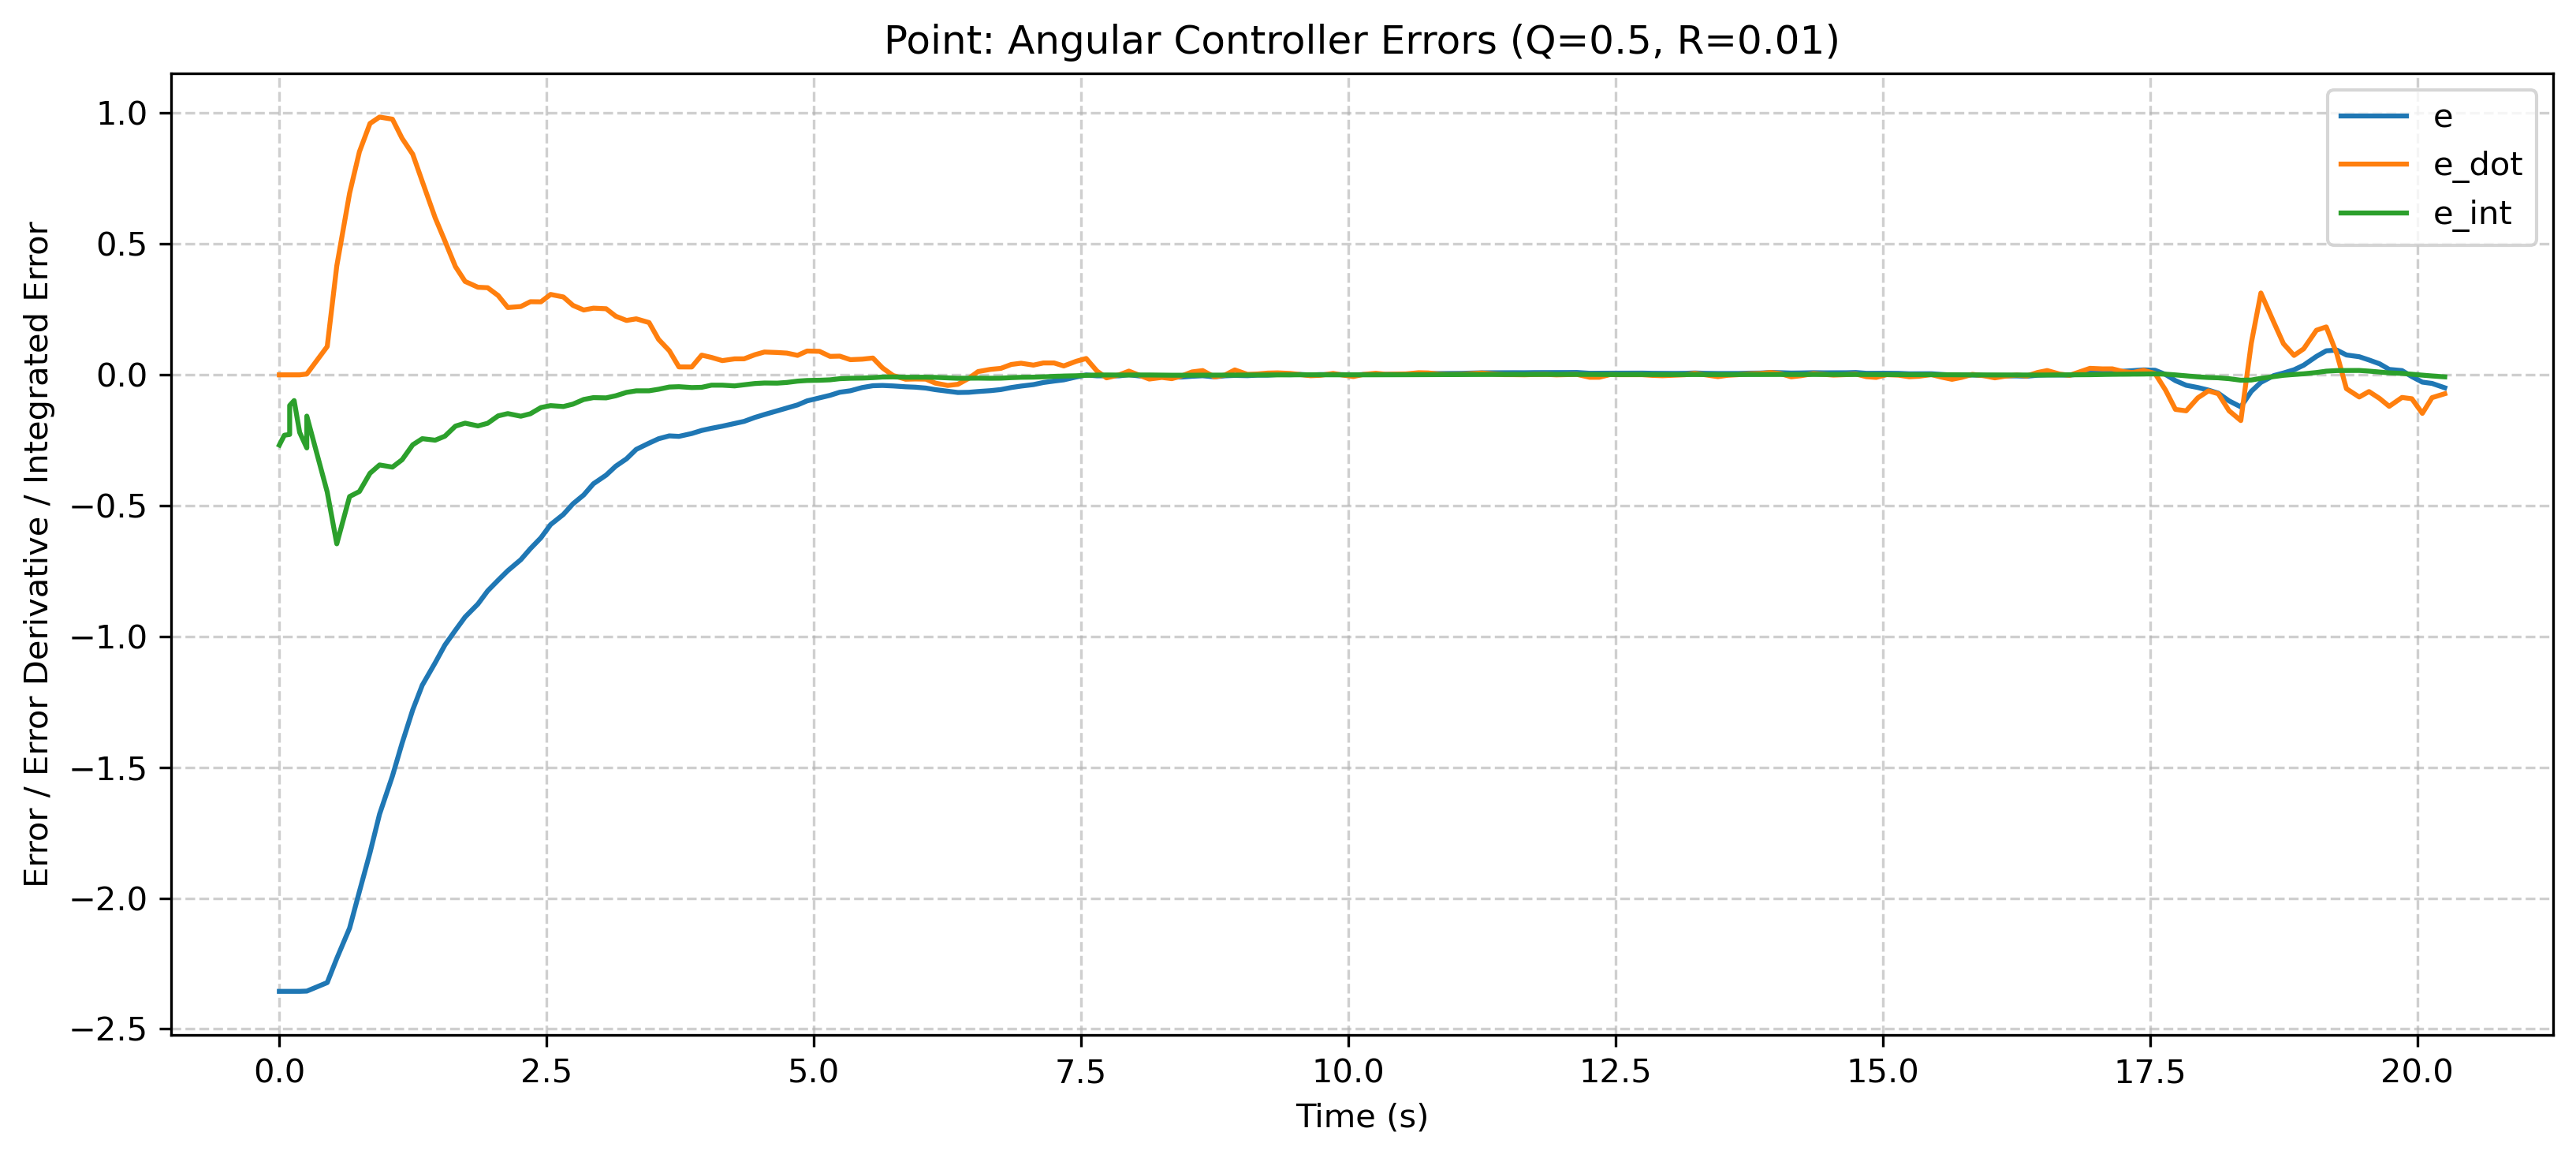 Point: Angular Controller Errors (Q=0.5, R=0.01)
e
e_dot
e_int
Error / Error Derivative / Integrated Error
1.0
0.5
0.0
−0.5
−1.0
−1.5
−2.0
−2.5
0.0 2.5 5.0 7.5 10.0 12.5 15.0 17.5 20.0
Time (s)